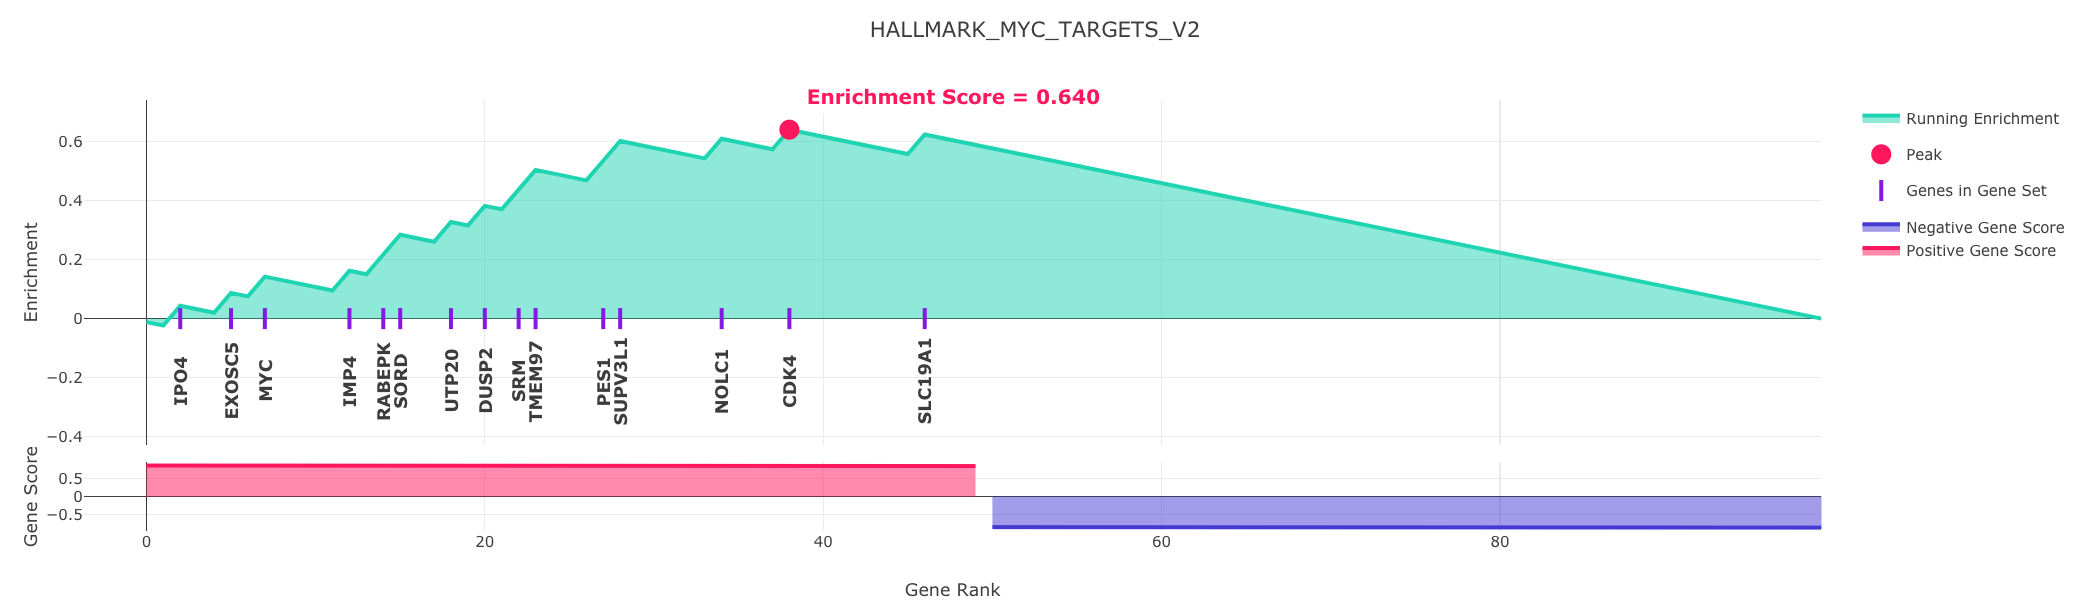 HALLMARK_MYC_TARGETS_V2
Enrichment Score = 0.640
Enrichment
0.6
0.4
0.2
0
−0.2
−0.4
IPO4
EXOSC5
MYC
IMP4
RABEPK
SORD
UTP20
DUSP2
SRM
TMEM97
PES1
SUPV3L1
NOLC1
CDK4
SLC19A1
Running Enrichment
Peak
Genes in Gene Set
Negative Gene Score
Positive Gene Score
Gene Score
0.5
0
−0.5
0 20 40 60 80
Gene Rank